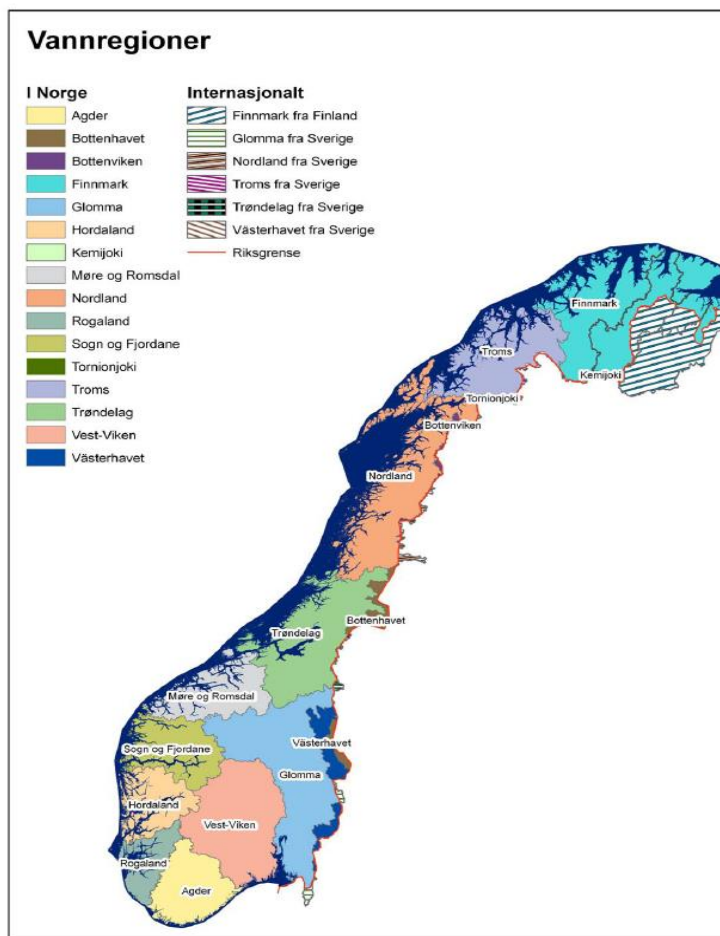 Vannregioner
I Norge
Agder
Bottenhavet
Bottenviken
Finnmark
Glomma
Hordaland
Kemijoki
Møre og Romsdal
Nordland
Rogaland
Sogn og Fjordane
Tornionjoki
Troms
Trøndelag
Vest-Viken
Västerhavet
Internasjonalt
Finnmark fra Finland
Glomma fra Sverige
Nordland fra Sverige
Troms fra Sverige
Trøndelag fra Sverige
Västerhavet fra Sverige
Riksgrense
Finnmark
Troms
Kemijoki
Tornionjoki
Bottenviken
Nordland
Bottenhavet
Trøndelag
Møre og Romsdal
Västerhavet
Sogn og Fjordane
Glomma
Hordaland
Vest-Viken
Rogaland
Agder